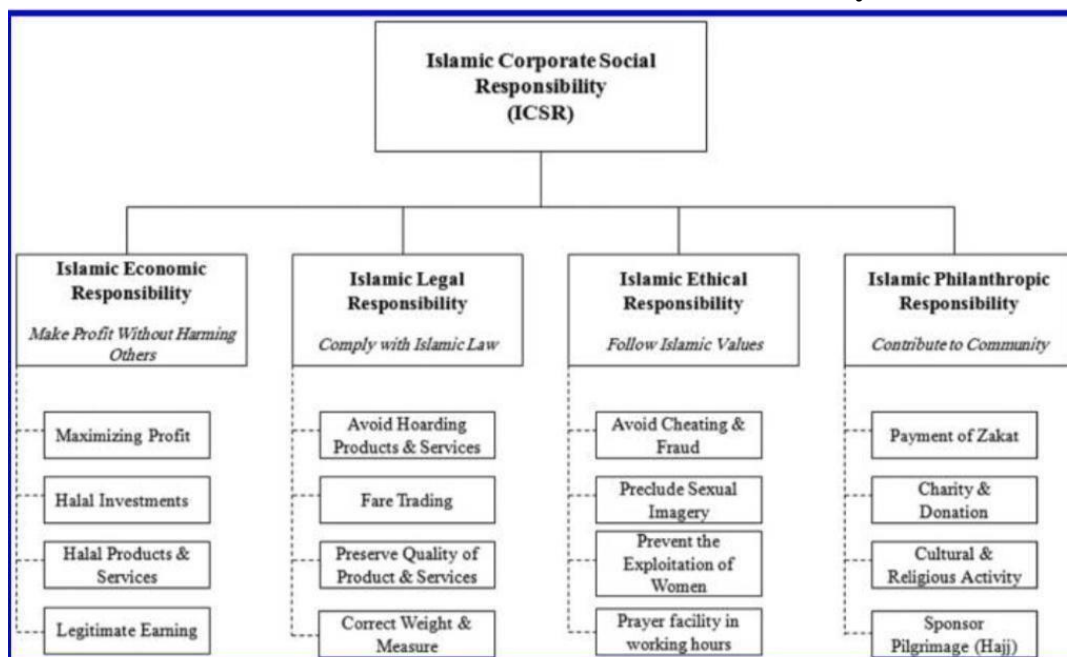 Islamic Corporate Social
Responsibility
(ICSR)
Islamic Economic
Responsibility
Make Profit Without Harming
Others
Maximizing Profit
Halal Investments
Halal Products &
Services
Legitimate Earning
Islamic Legal
Responsibility
Comply with Islamic Law
Avoid Hoarding
Products & Services
Fare Trading
Preserve Quality of
Product & Services
Correct Weight &
Measure
Islamic Ethical
Responsibility
Follow Islamic Values
Avoid Cheating &
Fraud
Preclude Sexual
Imagery
Prevent the
Exploitation of
Women
Prayer facility in
working hours
Islamic Philanthropic
Responsibility
Contribute to Community
Payment of Zakat
Charity &
Donation
Cultural &
Religious Activity
Sponsor
Pilgrimage (Hajj)